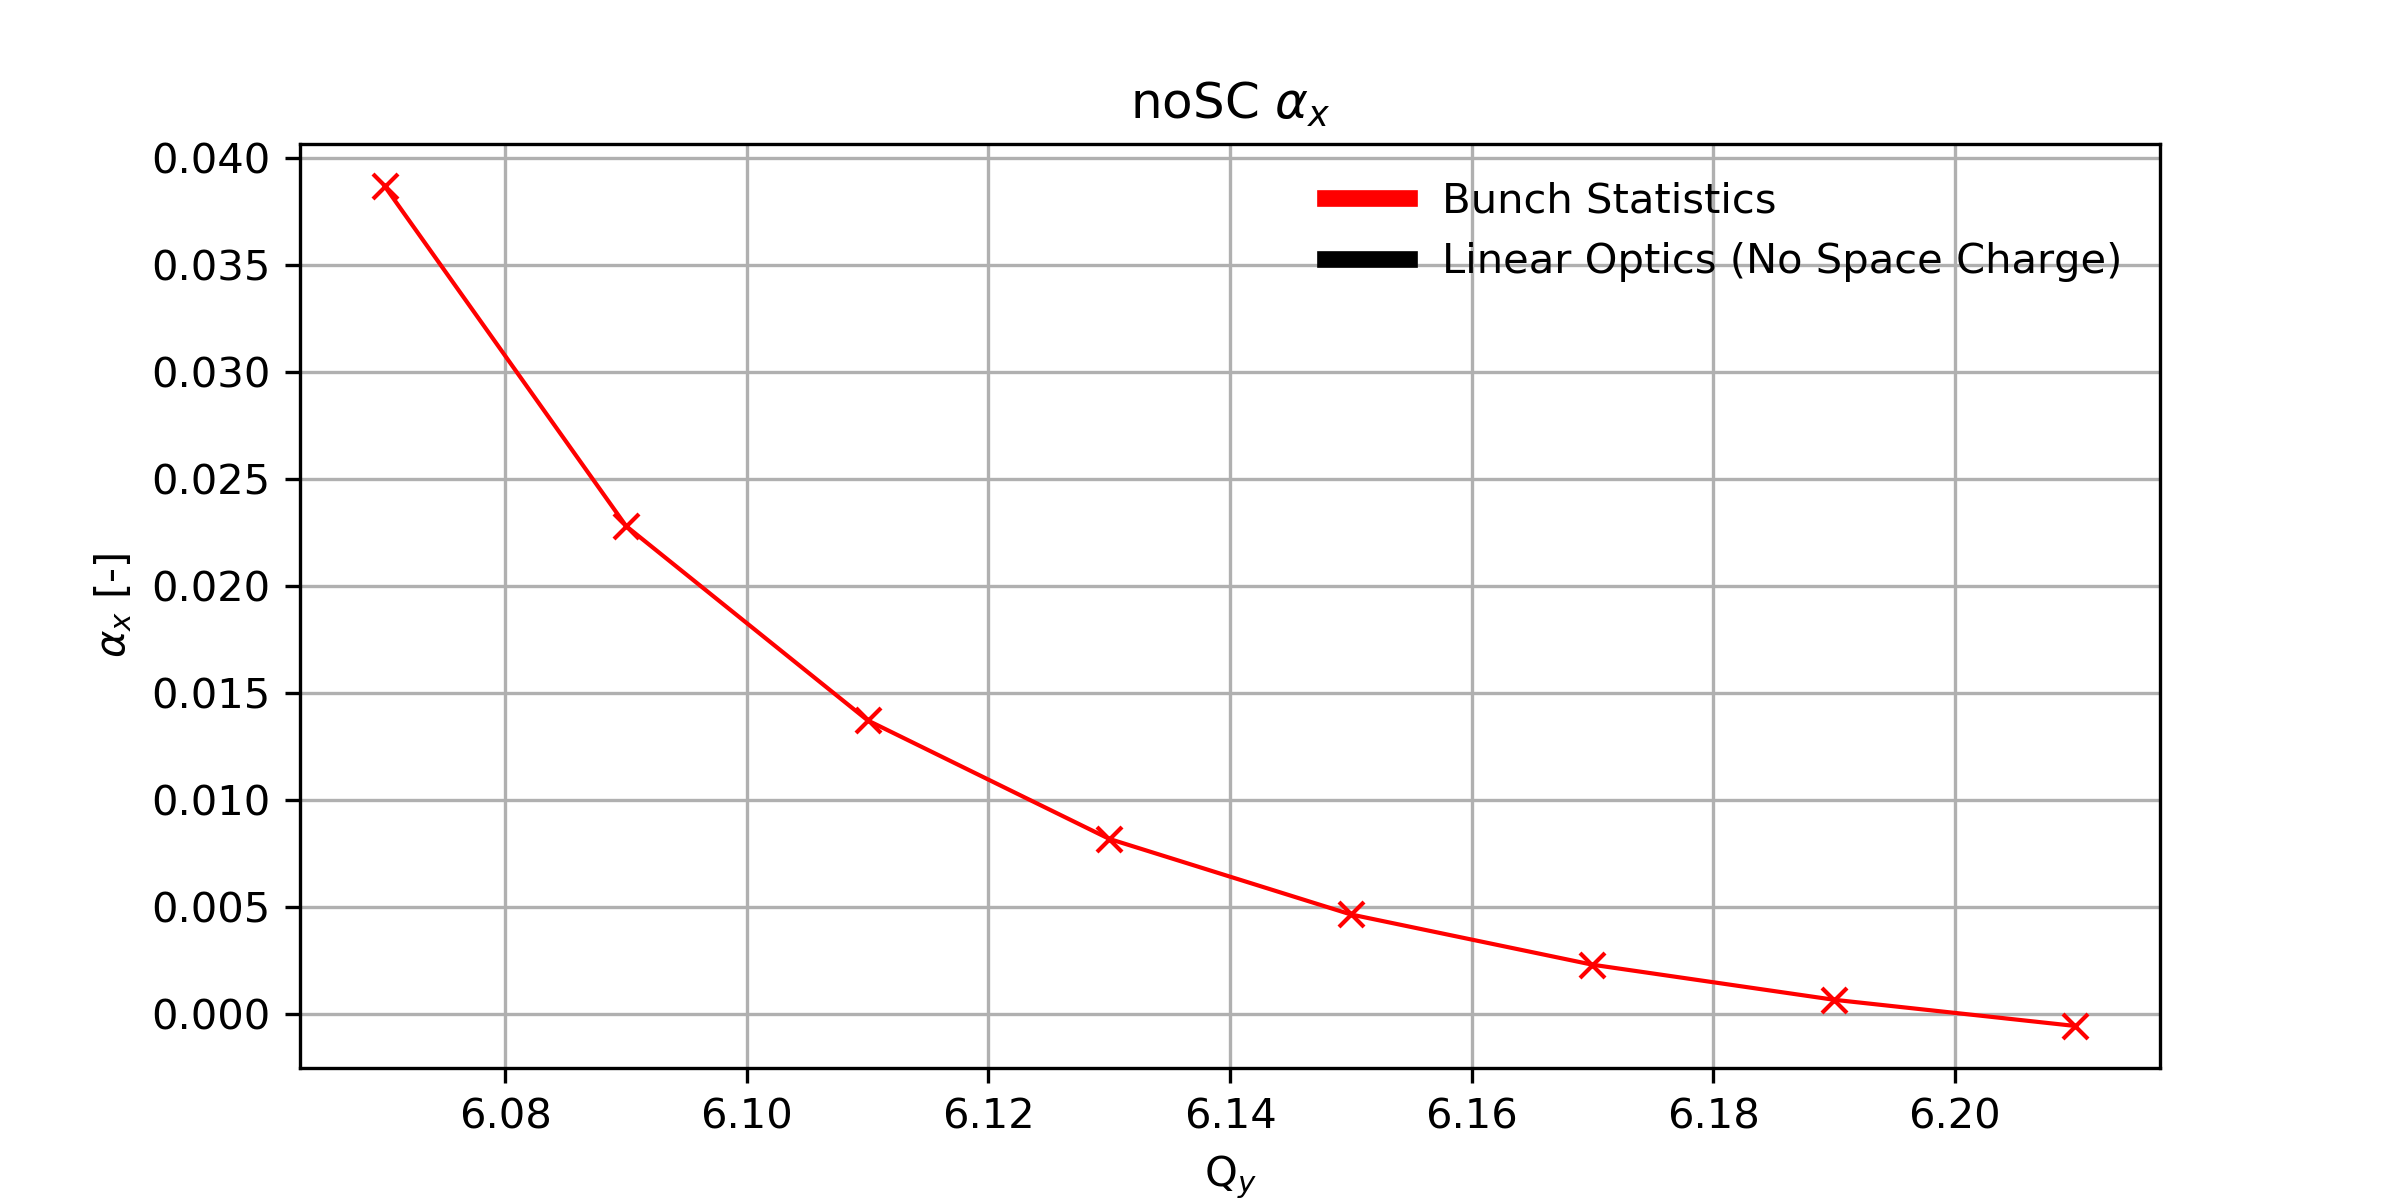 noSC αx
Bunch Statistics
Linear Optics (No Space Charge)
0.040
0.035
0.030
0.025
0.020
0.015
0.010
0.005
0.000
αx [-]
6.08 6.10 6.12 6.14 6.16 6.18 6.20
Qy